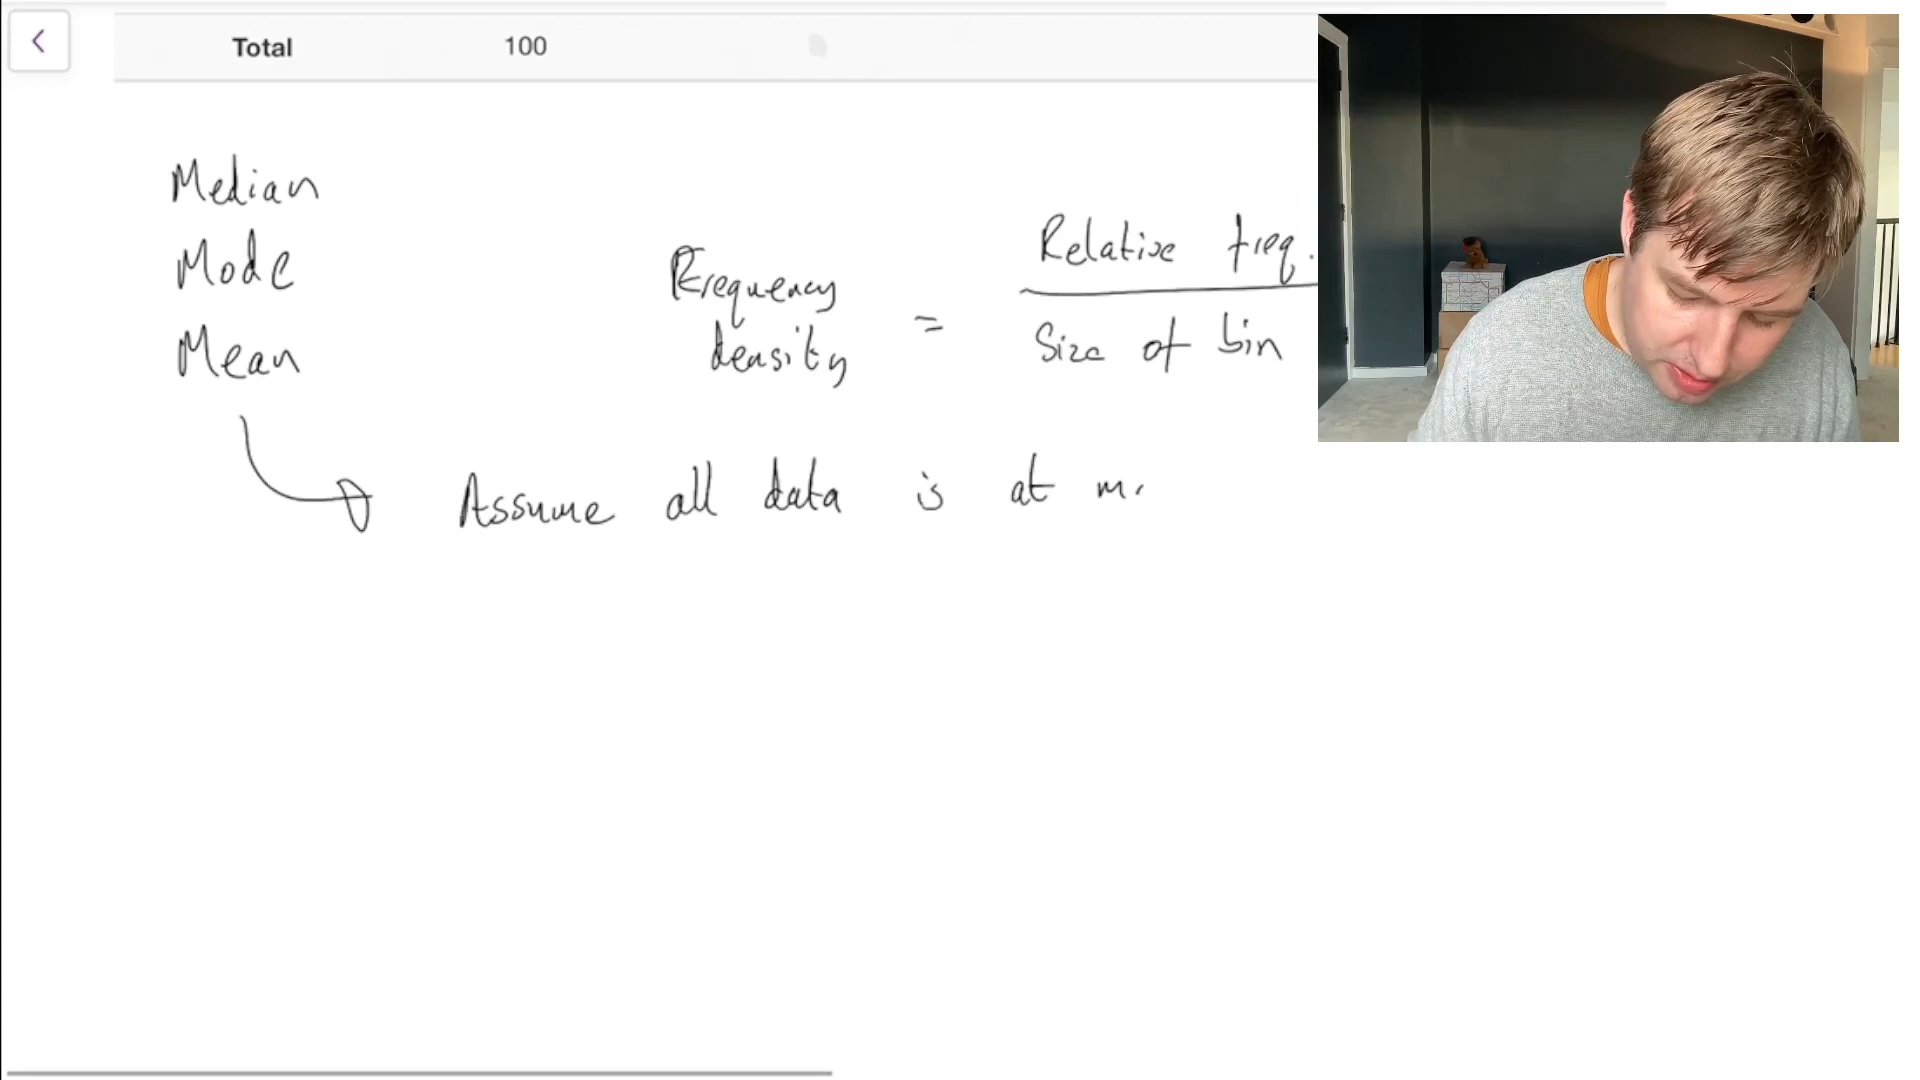 Total 100
Median
Mode
Mean
Frequency
density
=
Relative freq.
Size of bin
Assume all data is at m